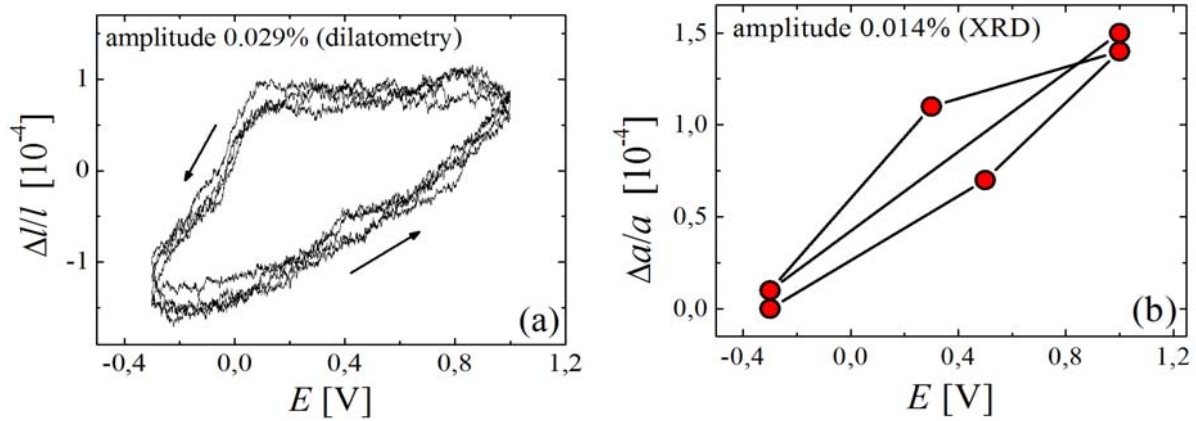 amplitude 0.029% (dilatometry)
1
0
-1
Δl/l [10⁻⁴]
(a)
-0,4 0,0 0,4 0,8 1,2
E [V]
amplitude 0.014% (XRD)
1,5
1,0
0,5
0,0
Δa/a [10⁻⁴]
(b)
-0,4 0,0 0,4 0,8 1,2
E [V]